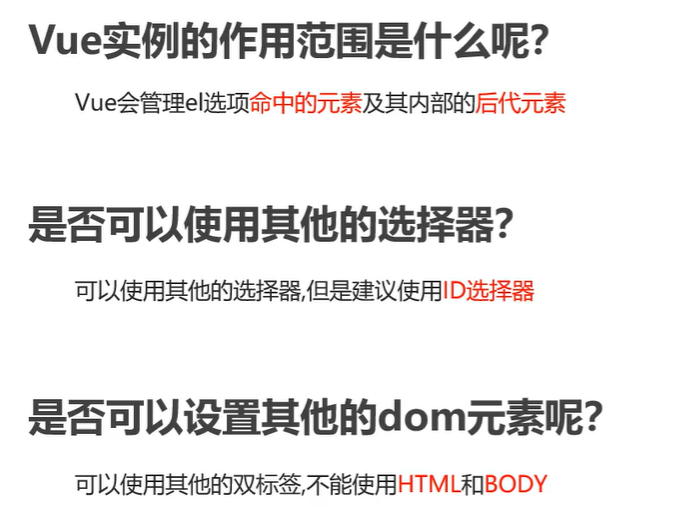 Vue实例的作用范围是什么呢?
Vue会管理el选项命中的元素及其内部的后代元素
是否可以使用其他的选择器?
可以使用其他的选择器,但是建议使用ID选择器
是否可以设置其他的dom元素呢?
可以使用其他的双标签,不能使用HTML和BODY